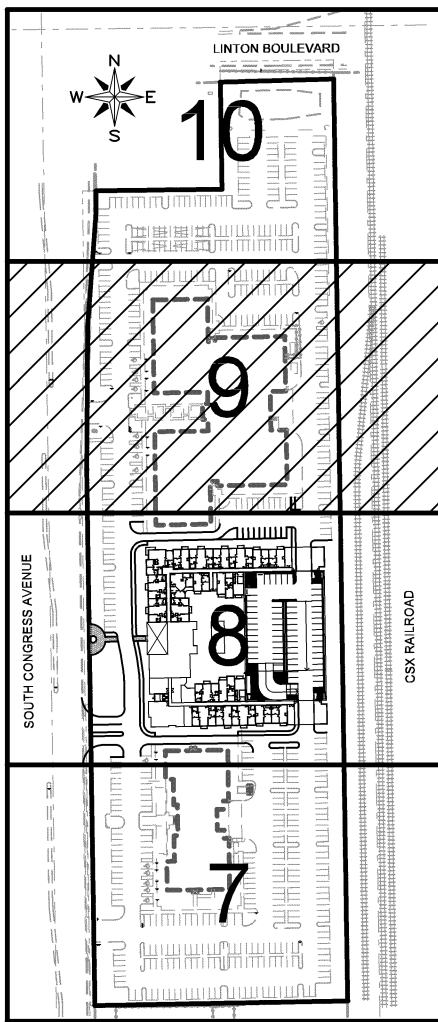 LINTON BOULEVARD
N
W E
S
10
9
SOUTH CONGRESS AVENUE
8
CSX RAILROAD
7